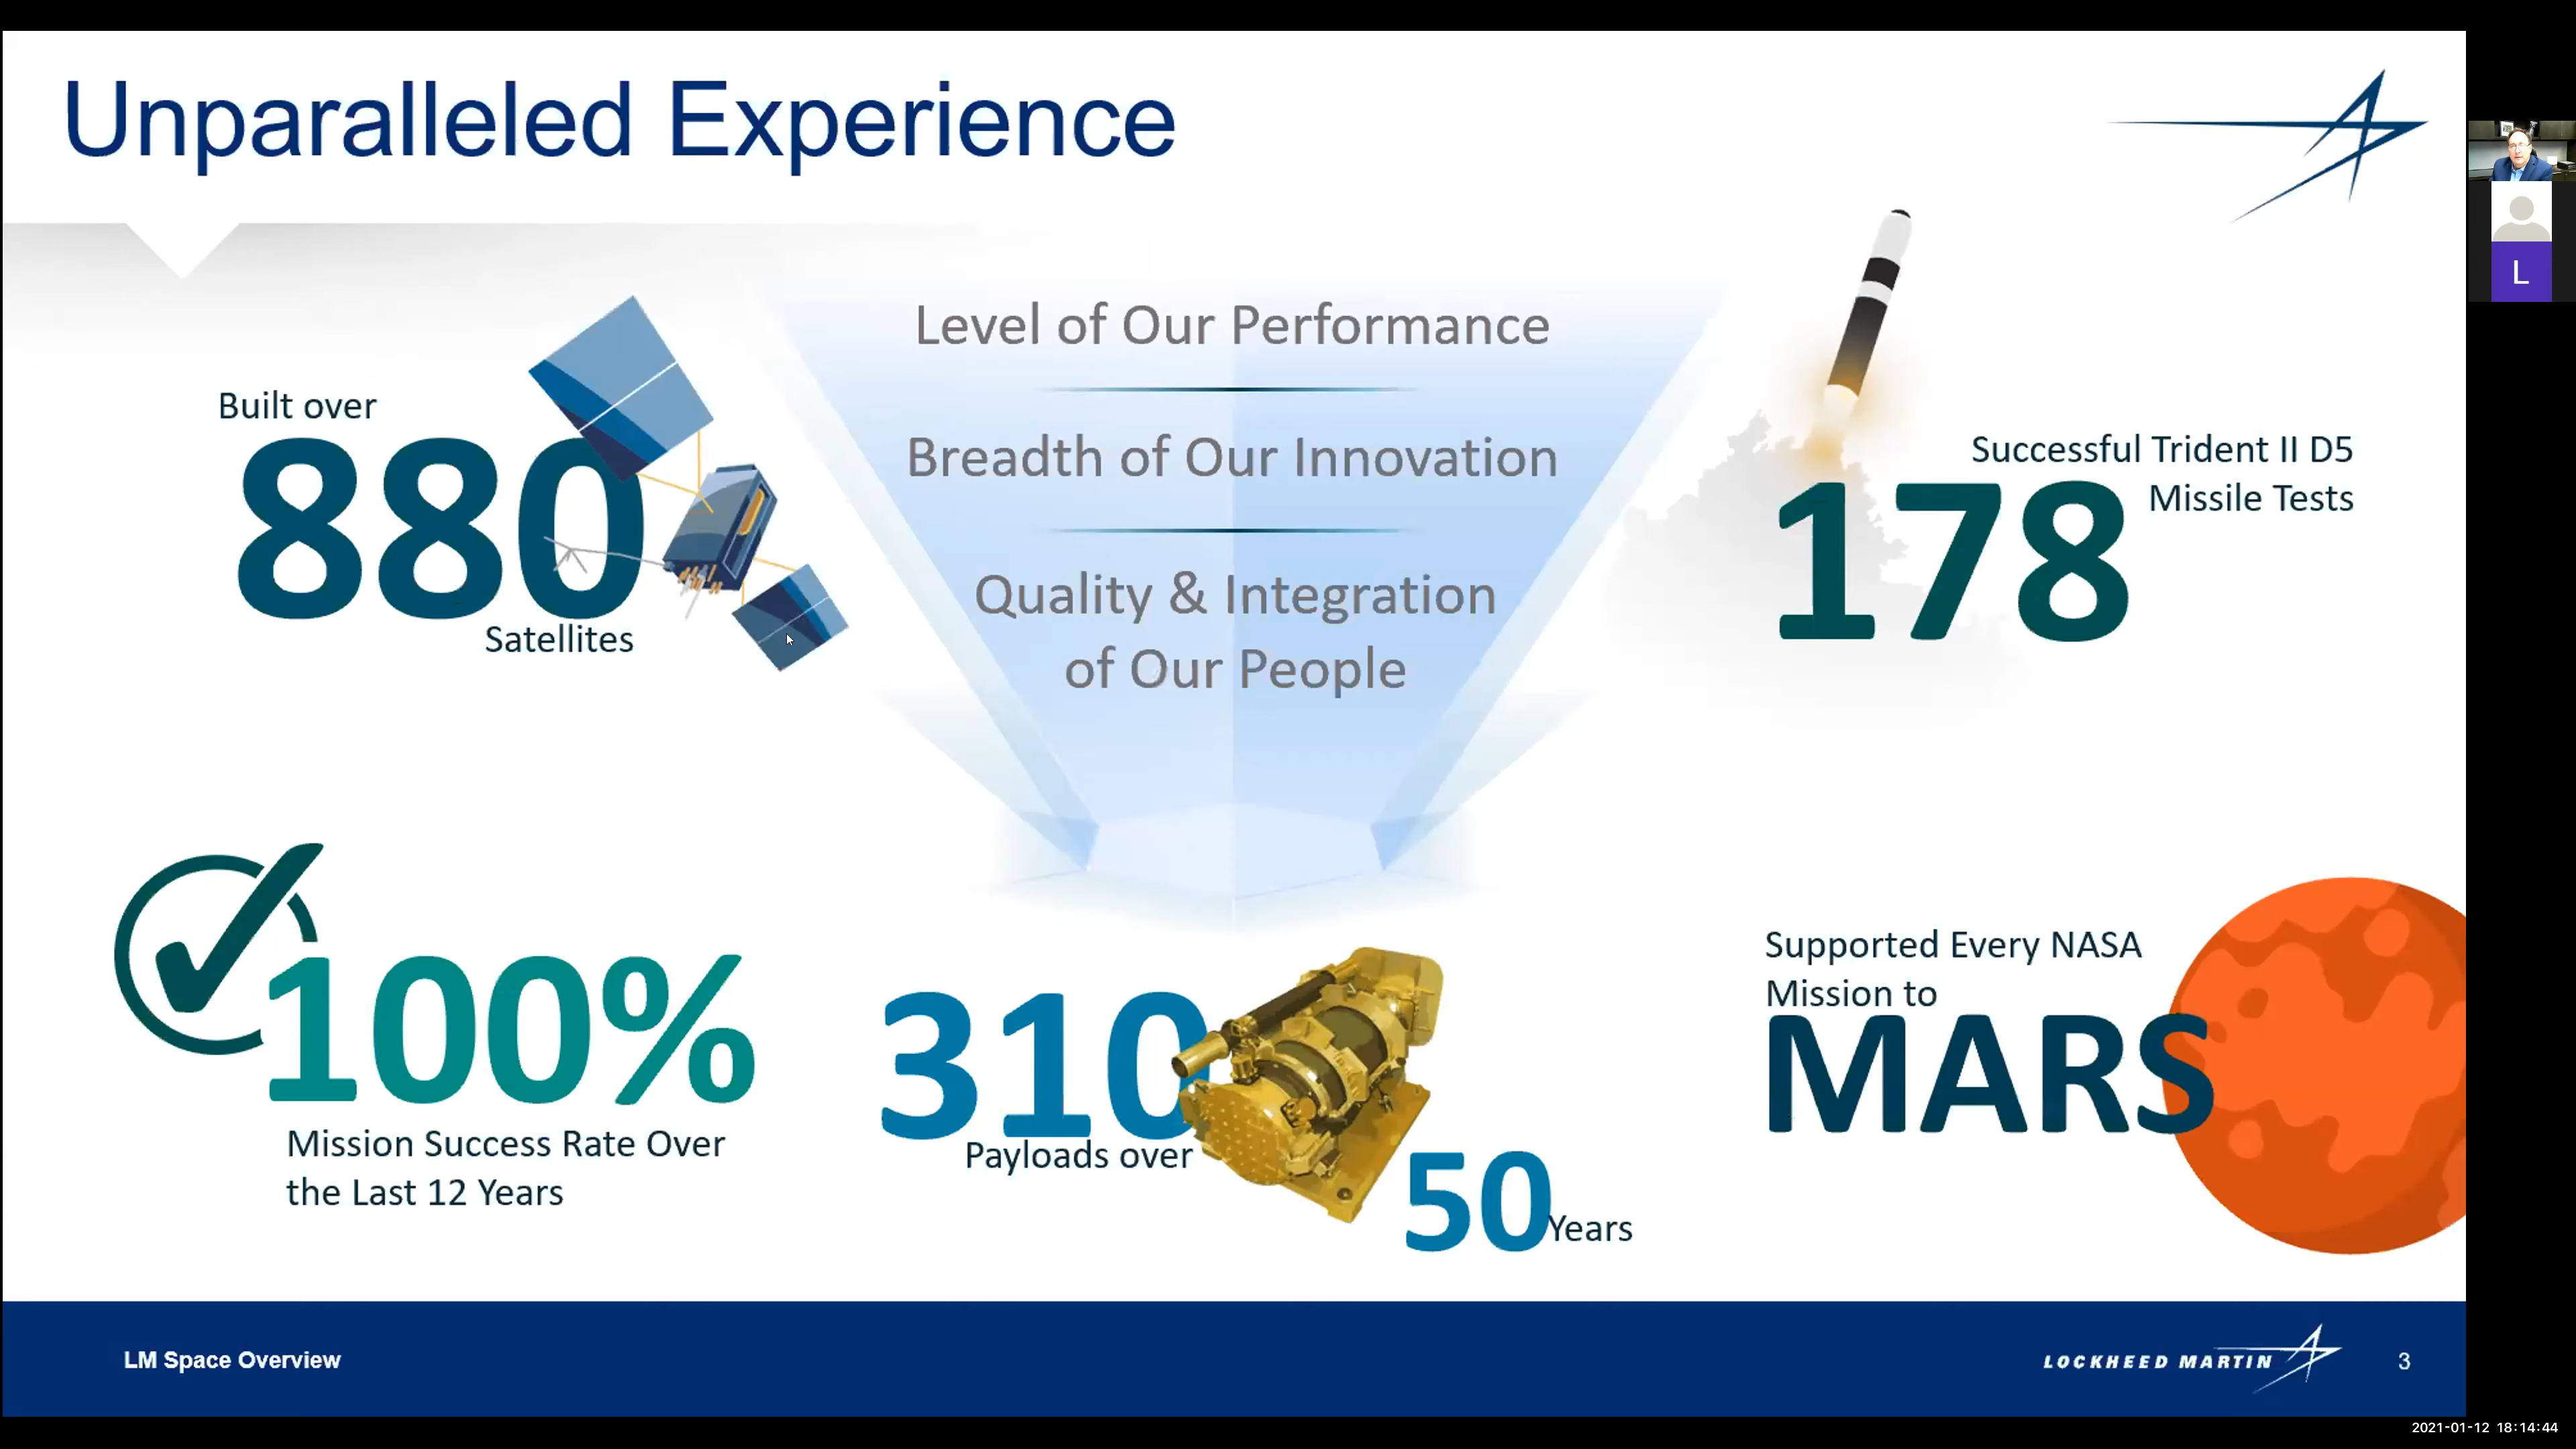 Unparalleled Experience
Level of Our Performance
Breadth of Our Innovation
Quality & Integration
of Our People
Built over
880
Satellites
Successful Trident II D5
Missile Tests
178
100%
Mission Success Rate Over
the Last 12 Years
310
Payloads over
50
Years
Supported Every NASA
Mission to
MARS
L
LM Space Overview
LOCKHEED MARTIN
3
2021-01-12 18:14:44